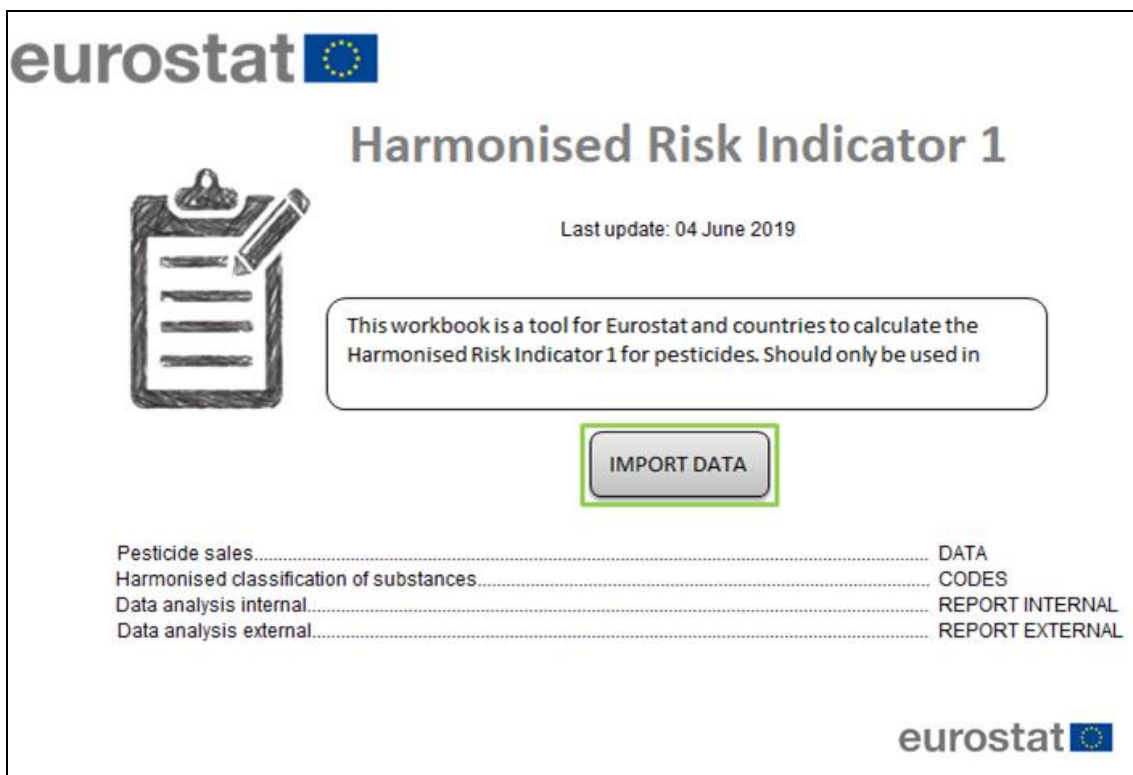 eurostat
Harmonised Risk Indicator 1
Last update: 04 June 2019
This workbook is a tool for Eurostat and countries to calculate the
Harmonised Risk Indicator 1 for pesticides. Should only be used in
IMPORT DATA
Pesticide sales........................................................................................................................ DATA
Harmonised classification of substances................................................................................ CODES
Data analysis internal............................................................................................................... REPORT INTERNAL
Data analysis external.............................................................................................................. REPORT EXTERNAL
eurostat